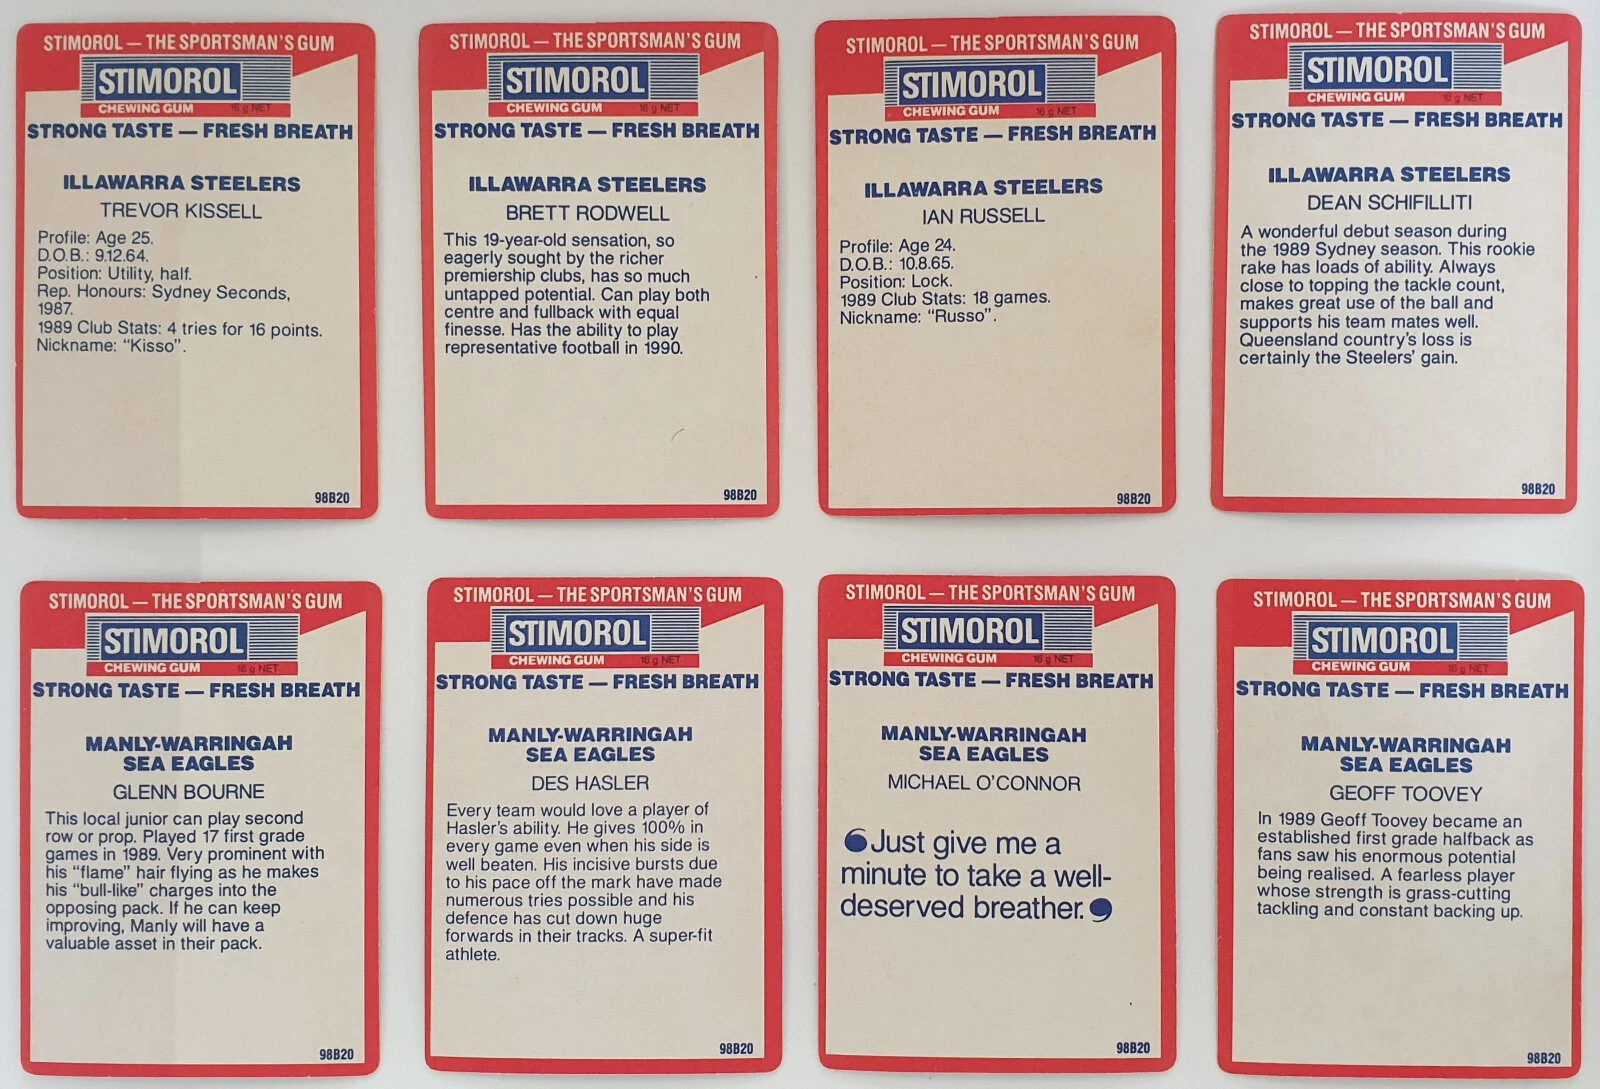 STIMOROL — THE SPORTSMAN'S GUM
STIMOROL
CHEWING GUM 16 g NET
STRONG TASTE — FRESH BREATH
ILLAWARRA STEELERS
TREVOR KISSELL
Profile: Age 25.
D.O.B.: 9.12.64.
Position: Utility, half.
Rep. Honours: Sydney Seconds,
1987.
1989 Club Stats: 4 tries for 16 points.
Nickname: "Kisso".
98B20
STIMOROL — THE SPORTSMAN'S GUM
STIMOROL
CHEWING GUM 16 g NET
STRONG TASTE — FRESH BREATH
ILLAWARRA STEELERS
BRETT RODWELL
This 19-year-old sensation, so
eagerly sought by the richer
premiership clubs, has so much
untapped potential. Can play both
centre and fullback with equal
finesse. Has the ability to play
representative football in 1990.
98B20
STIMOROL — THE SPORTSMAN'S GUM
STIMOROL
CHEWING GUM 16 g NET
STRONG TASTE — FRESH BREATH
ILLAWARRA STEELERS
IAN RUSSELL
Profile: Age 24.
D.O.B.: 10.8.65.
Position: Lock.
1989 Club Stats: 18 games.
Nickname: "Russo".
98B20
STIMOROL — THE SPORTSMAN'S GUM
STIMOROL
CHEWING GUM 16 g NET
STRONG TASTE — FRESH BREATH
ILLAWARRA STEELERS
DEAN SCHIFILLITI
A wonderful debut season during
the 1989 Sydney season. This rookie
rake has loads of ability. Always
close to topping the tackle count,
makes great use of the ball and
supports his team mates well.
Queensland country's loss is
certainly the Steelers' gain.
98B20
STIMOROL — THE SPORTSMAN'S GUM
STIMOROL
CHEWING GUM 16 g NET
STRONG TASTE — FRESH BREATH
MANLY-WARRINGAH
SEA EAGLES
GLENN BOURNE
This local junior can play second
row or prop. Played 17 first grade
games in 1989. Very prominent with
his "flame" hair flying as he makes
his "bull-like" charges into the
opposing pack. If he can keep
improving, Manly will have a
valuable asset in their pack.
98B20
STIMOROL — THE SPORTSMAN'S GUM
STIMOROL
CHEWING GUM 16 g NET
STRONG TASTE — FRESH BREATH
MANLY-WARRINGAH
SEA EAGLES
DES HASLER
Every team would love a player of
Hasler's ability. He gives 100% in
every game even when his side is
well beaten. His incisive bursts due
to his pace off the mark have made
numerous tries possible and his
defence has cut down huge
forwards in their tracks. A super-fit
athlete.
98B20
STIMOROL — THE SPORTSMAN'S GUM
STIMOROL
CHEWING GUM 16 g NET
STRONG TASTE — FRESH BREATH
MANLY-WARRINGAH
SEA EAGLES
MICHAEL O'CONNOR
‘Just give me a
minute to take a well-
deserved breather.’
98B20
STIMOROL — THE SPORTSMAN'S GUM
STIMOROL
CHEWING GUM 16 g NET
STRONG TASTE — FRESH BREATH
MANLY-WARRINGAH
SEA EAGLES
GEOFF TOOVEY
In 1989 Geoff Toovey became an
established first grade halfback as
fans saw his enormous potential
being realised. A fearless player
whose strength is grass-cutting
tackling and constant backing up.
98B20